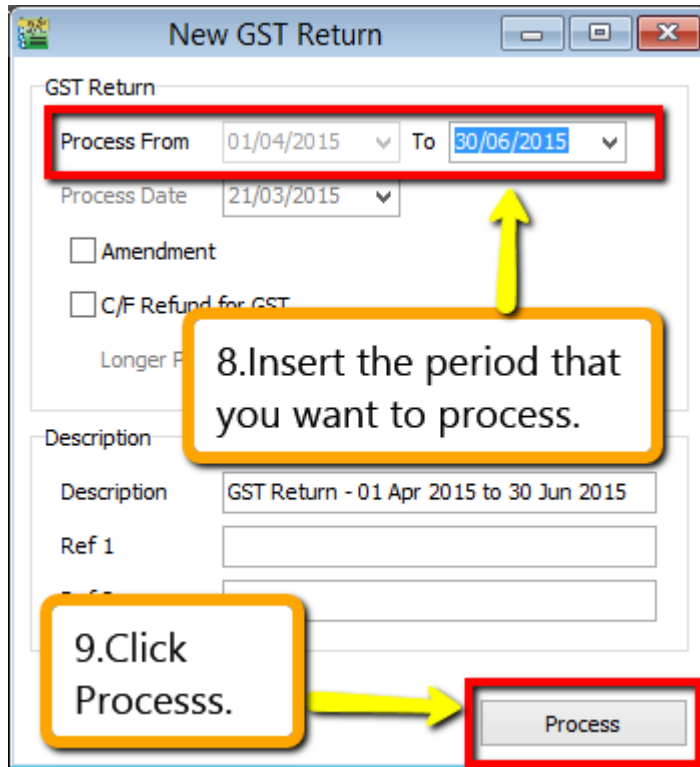 New GST Return
GST Return
Process From 01/04/2015 To 30/06/2015
Process Date 21/03/2015
Amendment
C/F Refund for GST
Longer
8.Insert the period that
you want to process.
Description
Description GST Return - 01 Apr 2015 to 30 Jun 2015
Ref 1
9.Click
Processs.
Process